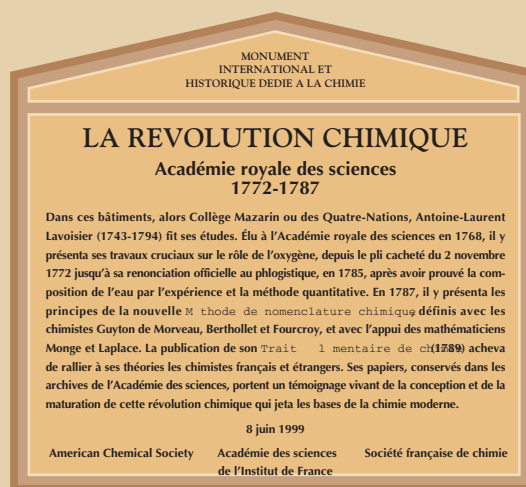 MONUMENT
INTERNATIONAL ET
HISTORIQUE DEDIE A LA CHIMIE
LA REVOLUTION CHIMIQUE
Académie royale des sciences
1772-1787
Dans ces bâtiments, alors Collège Mazarin ou des Quatre-Nations, Antoine-Laurent
Lavoisier (1743-1794) fit ses études. Élu à l'Académie royale des sciences en 1768, il y
présenta ses travaux cruciaux sur le rôle de l'oxygène, depuis le pli cacheté du 2 novembre
1772 jusqu'à sa renonciation officielle au phlogistique, en 1785, après avoir prouvé la com-
position de l'eau par l'expérience et la méthode quantitative. En 1787, il y présenta les
principes de la nouvelle M thode de nomenclature chimique, définis avec les
chimistes Guyton de Morveau, Berthollet et Fourcroy, et avec l'appui des mathématiciens
Monge et Laplace. La publication de son Trait l mentaire de chimie (1789) acheva
de rallier à ses théories les chimistes français et étrangers. Ses papiers, conservés dans les
archives de l'Académie des sciences, portent un témoignage vivant de la conception et de la
maturation de cette révolution chimique qui jeta les bases de la chimie moderne.
8 juin 1999
American Chemical Society Académie des sciences Société française de chimie
de l'Institut de France